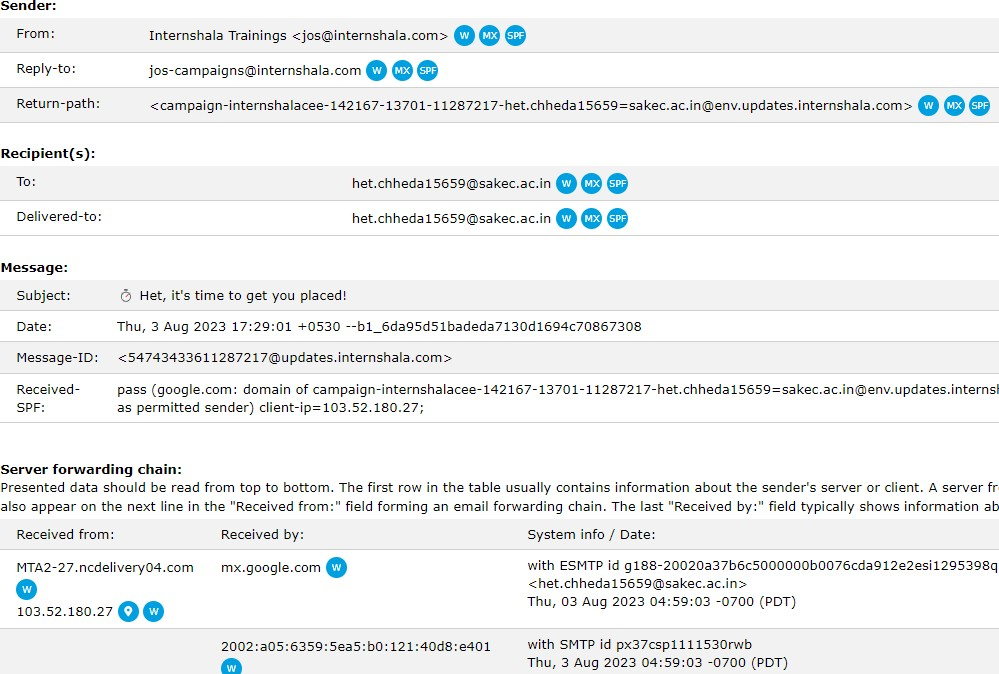 Sender:
From: Internshala Trainings <jos@internshala.com> W MX SPF
Reply-to: jos-campaigns@internshala.com W MX SPF
Return-path: <campaign-internshalacee-142167-13701-11287217-het.chheda15659=sakec.ac.in@env.updates.internshala.com> W MX SPF
Recipient(s):
To: het.chheda15659@sakec.ac.in W MX SPF
Delivered-to: het.chheda15659@sakec.ac.in W MX SPF
Message:
Subject: ⏱ Het, it's time to get you placed!
Date: Thu, 3 Aug 2023 17:29:01 +0530 --b1_6da95d51badeda7130d1694c70867308
Message-ID: <54743433611287217@updates.internshala.com>
Received-SPF: pass (google.com: domain of campaign-internshalacee-142167-13701-11287217-het.chheda15659=sakec.ac.in@env.updates.interns
as permitted sender) client-ip=103.52.180.27;
Server forwarding chain:
Presented data should be read from top to bottom. The first row in the table usually contains information about the sender's server or client. A server
also appear on the next line in the "Received from:" field forming an email forwarding chain. The last "Received by:" field typically shows information
Received from: Received by: System info / Date:
MTA2-27.ncdelivery04.com mx.google.com W with ESMTP id g188-20020a37b6c5000000b0076cda912e2esi1295398q
W <het.chheda15659@sakec.ac.in>
103.52.180.27 W Thu, 03 Aug 2023 04:59:03 -0700 (PDT)
2002:a05:6359:5ea5:b0:121:40d8:e401 with SMTP id px37csp1111530rwb
W Thu, 3 Aug 2023 04:59:03 -0700 (PDT)